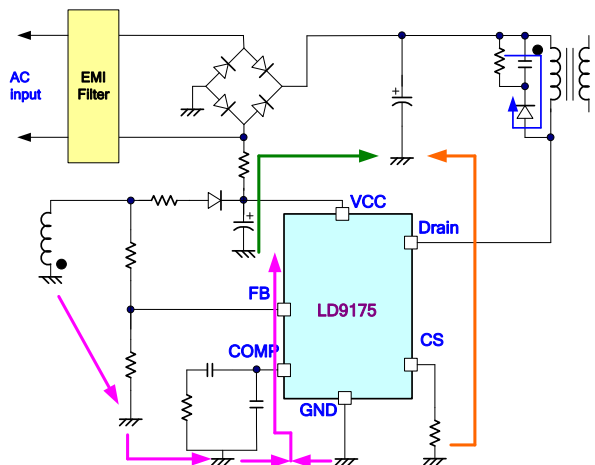 AC
input
EMI
Filter
+
+
VCC
Drain
FB
LD9175
CS
COMP
GND